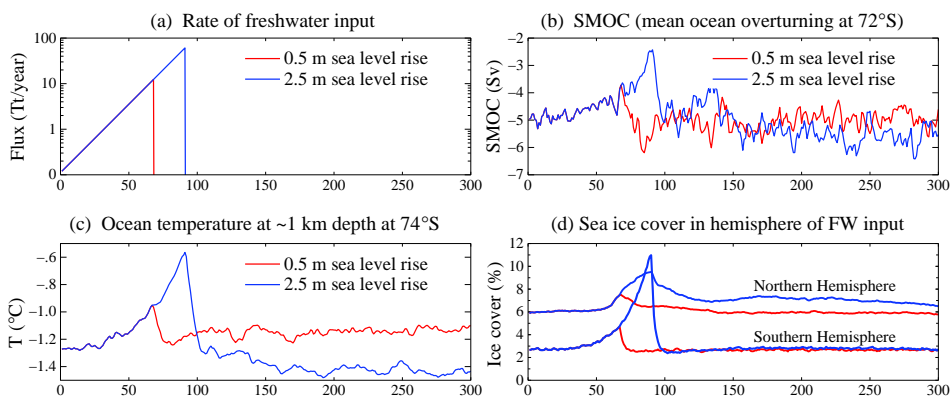 (a) Rate of freshwater input
(b) SMOC (mean ocean overturning at 72°S)
Flux (Tt/year)
100
10
1
0
0.5 m sea level rise
2.5 m sea level rise
0 50 100 150 200 250 300
SMOC (Sv)
−2
−3
−4
−5
−6
−7
0.5 m sea level rise
2.5 m sea level rise
0 50 100 150 200 250 300
(c) Ocean temperature at ~1 km depth at 74°S
(d) Sea ice cover in hemisphere of FW input
T (°C)
−0.6
−0.8
−1.0
−1.2
−1.4
0.5 m sea level rise
2.5 m sea level rise
0 50 100 150 200 250 300
Ice cover (%)
12
10
8
6
4
2
0
Northern Hemisphere
Southern Hemisphere
0 50 100 150 200 250 300